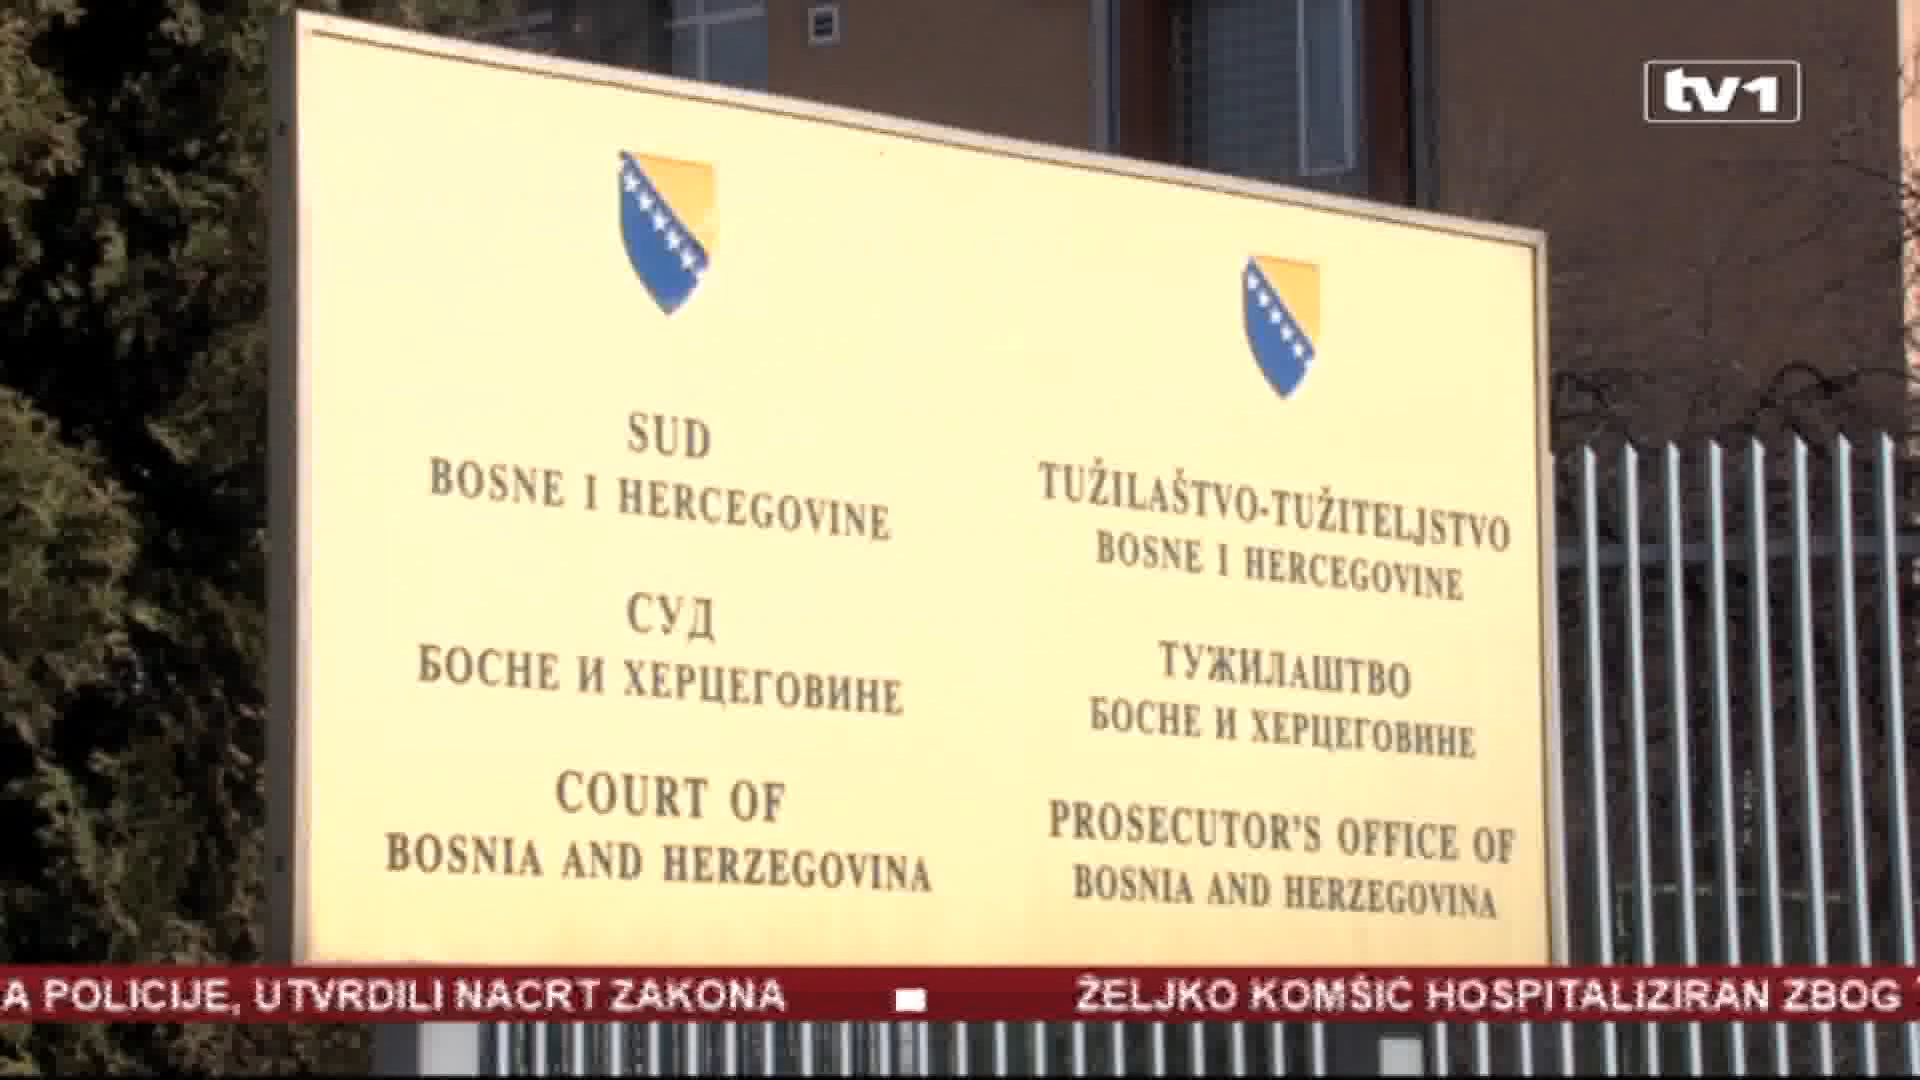 tv1
SUD
BOSNE I HERCEGOVINE
СУД
БОСНЕ И ХЕРЦЕГОВИНЕ
COURT OF
BOSNIA AND HERZEGOVINA
TUŽILAŠTVO-TUŽITELJSTVO
BOSNE I HERCEGOVINE
ТУЖИЛАШТВО
БОСНЕ И ХЕРЦЕГОВИНЕ
PROSECUTOR'S OFFICE OF
BOSNIA AND HERZEGOVINA
A POLICIJE, UTVRDILI NACRT ZAKONA ŽELJKO KOMŠIĆ HOSPITALIZIRAN ZBOG